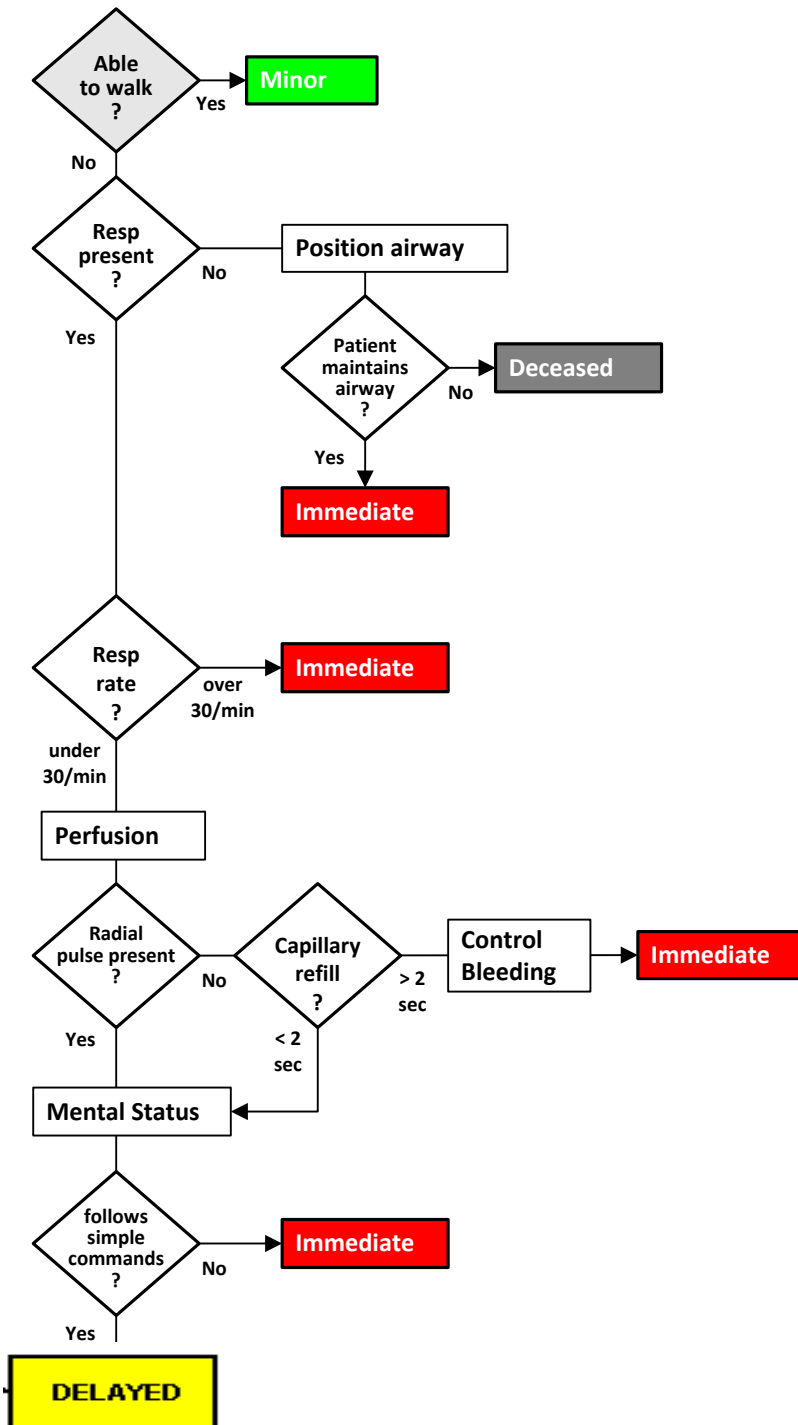 Able
to walk
?
Yes
Minor
No
Resp
present
?
No
Position airway
Yes
Patient
maintains
airway
?
No
Deceased
Yes
Immediate
Resp
rate
?
over
30/min
Immediate
under
30/min
Perfusion
Radial
pulse present
?
No
Capillary
refill
?
> 2
sec
Control
Bleeding
Immediate
Yes
< 2
sec
Mental Status
follows
simple
commands
?
No
Immediate
Yes
DELAYED